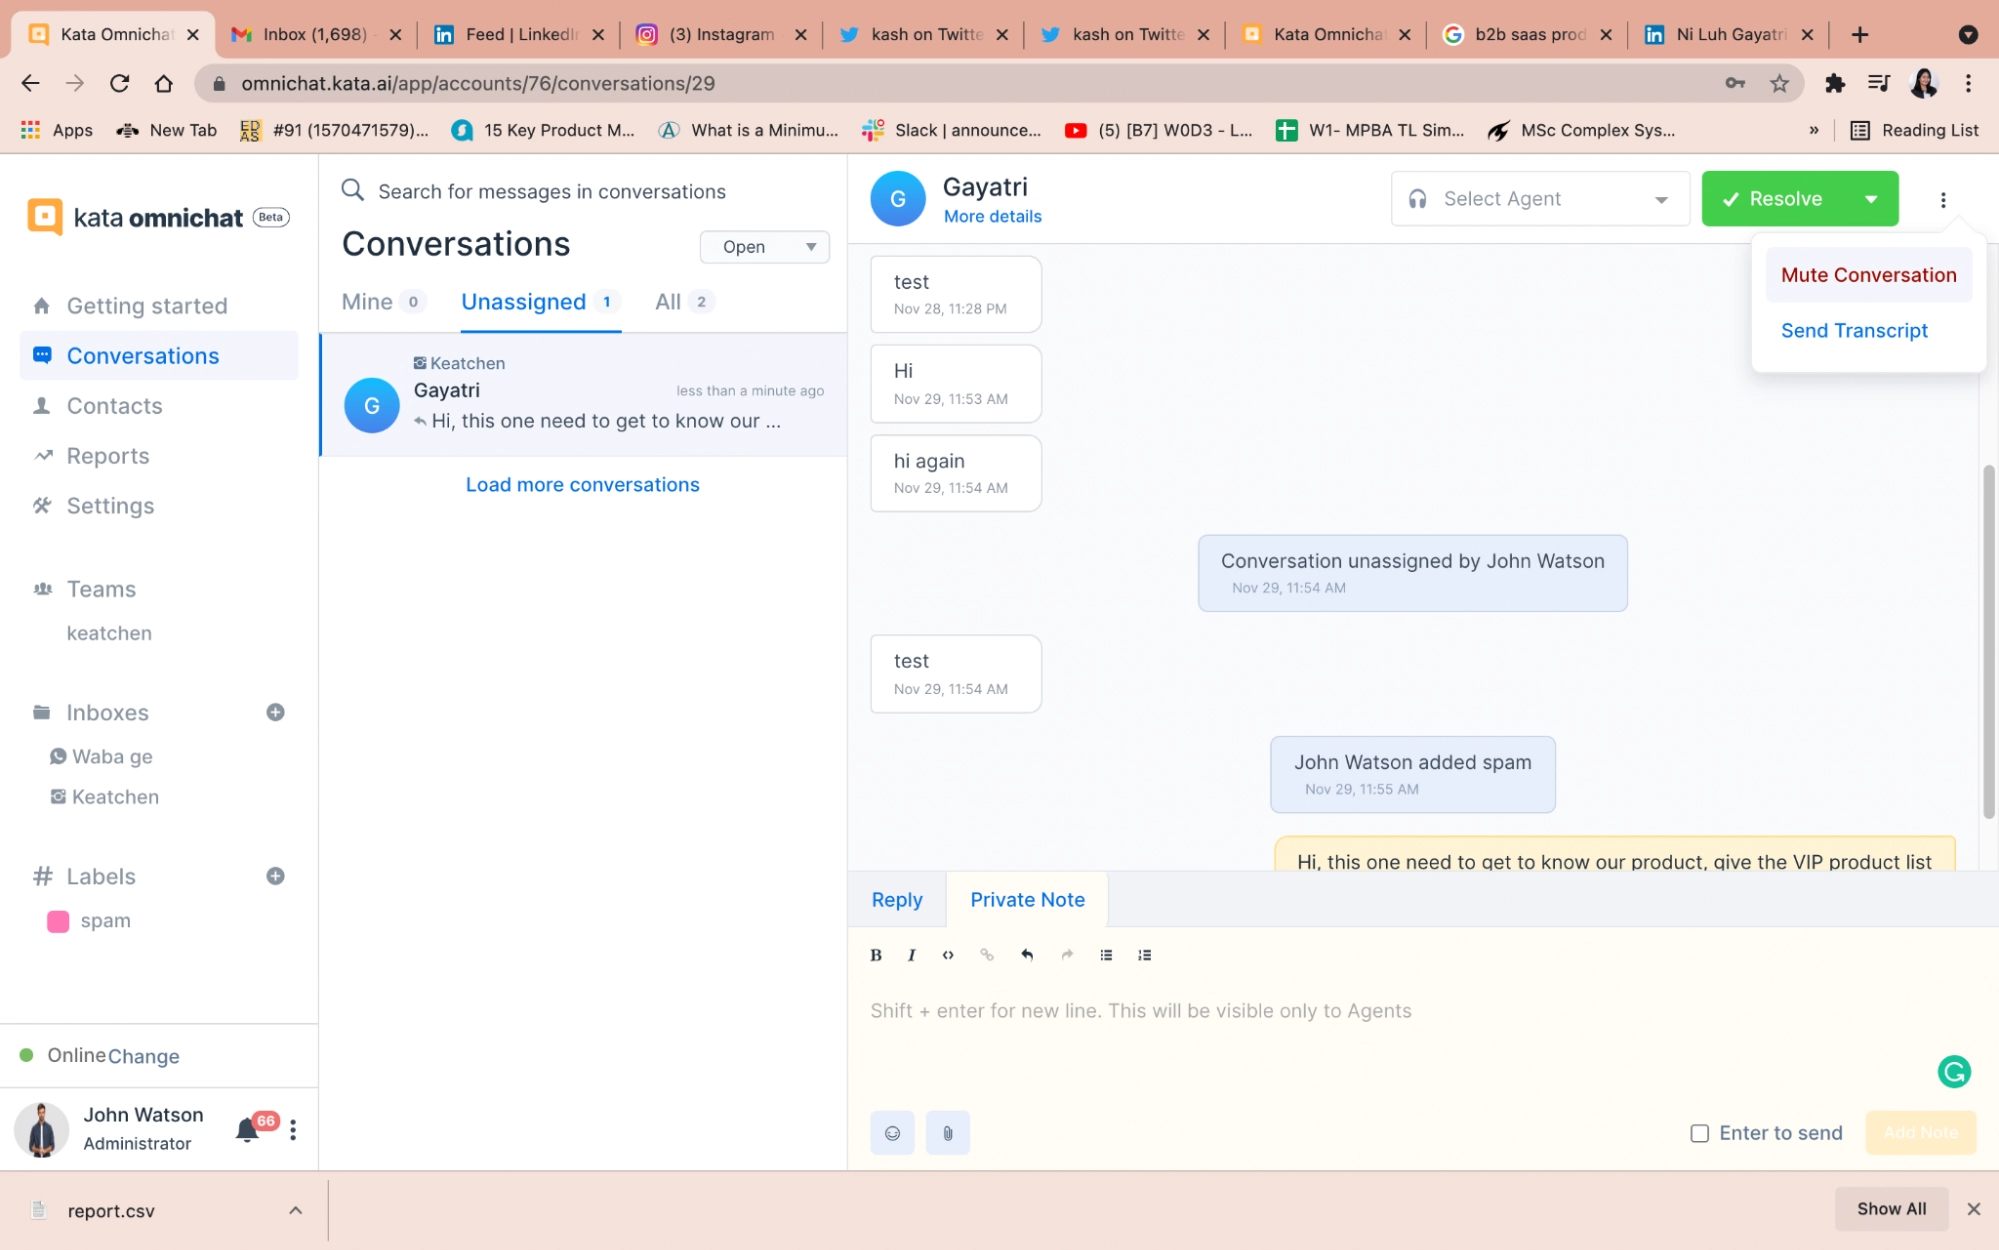 Kata Omnicha
Inbox (1,698)
Feed | LinkedIn
(3) Instagram
kash on Twitte
kash on Twitte
Kata Omnicha
b2b saas prod
Ni Luh Gayatri
omnichat.kata.ai/app/accounts/76/conversations/29
Apps
New Tab
EDAS
#91 (1570471579)...
15 Key Product M...
What is a Minimu...
Slack | announce...
(5) [B7] W0D3 - L...
W1- MPBA TL Sim...
MSc Complex Sys...
»
Reading List
kata omnichat Beta
Getting started
Conversations
Contacts
Reports
Settings
Teams
keatchen
Inboxes
Waba ge
Keatchen
# Labels
spam
Online Change
John Watson
Administrator
66
Search for messages in conversations
Conversations
Open
Mine 0
Unassigned 1
All 2
Keatchen
G
Gayatri
less than a minute ago
Hi, this one need to get to know our ...
Load more conversations
G
Gayatri
More details
Select Agent
Resolve
Mute Conversation
Send Transcript
test
Nov 28, 11:28 PM
Hi
Nov 29, 11:53 AM
hi again
Nov 29, 11:54 AM
Conversation unassigned by John Watson
Nov 29, 11:54 AM
test
Nov 29, 11:54 AM
John Watson added spam
Nov 29, 11:55 AM
Hi, this one need to get to know our product, give the VIP product list
Reply
Private Note
B I
Shift + enter for new line. This will be visible only to Agents
Enter to send
Add Note
report.csv
Show All